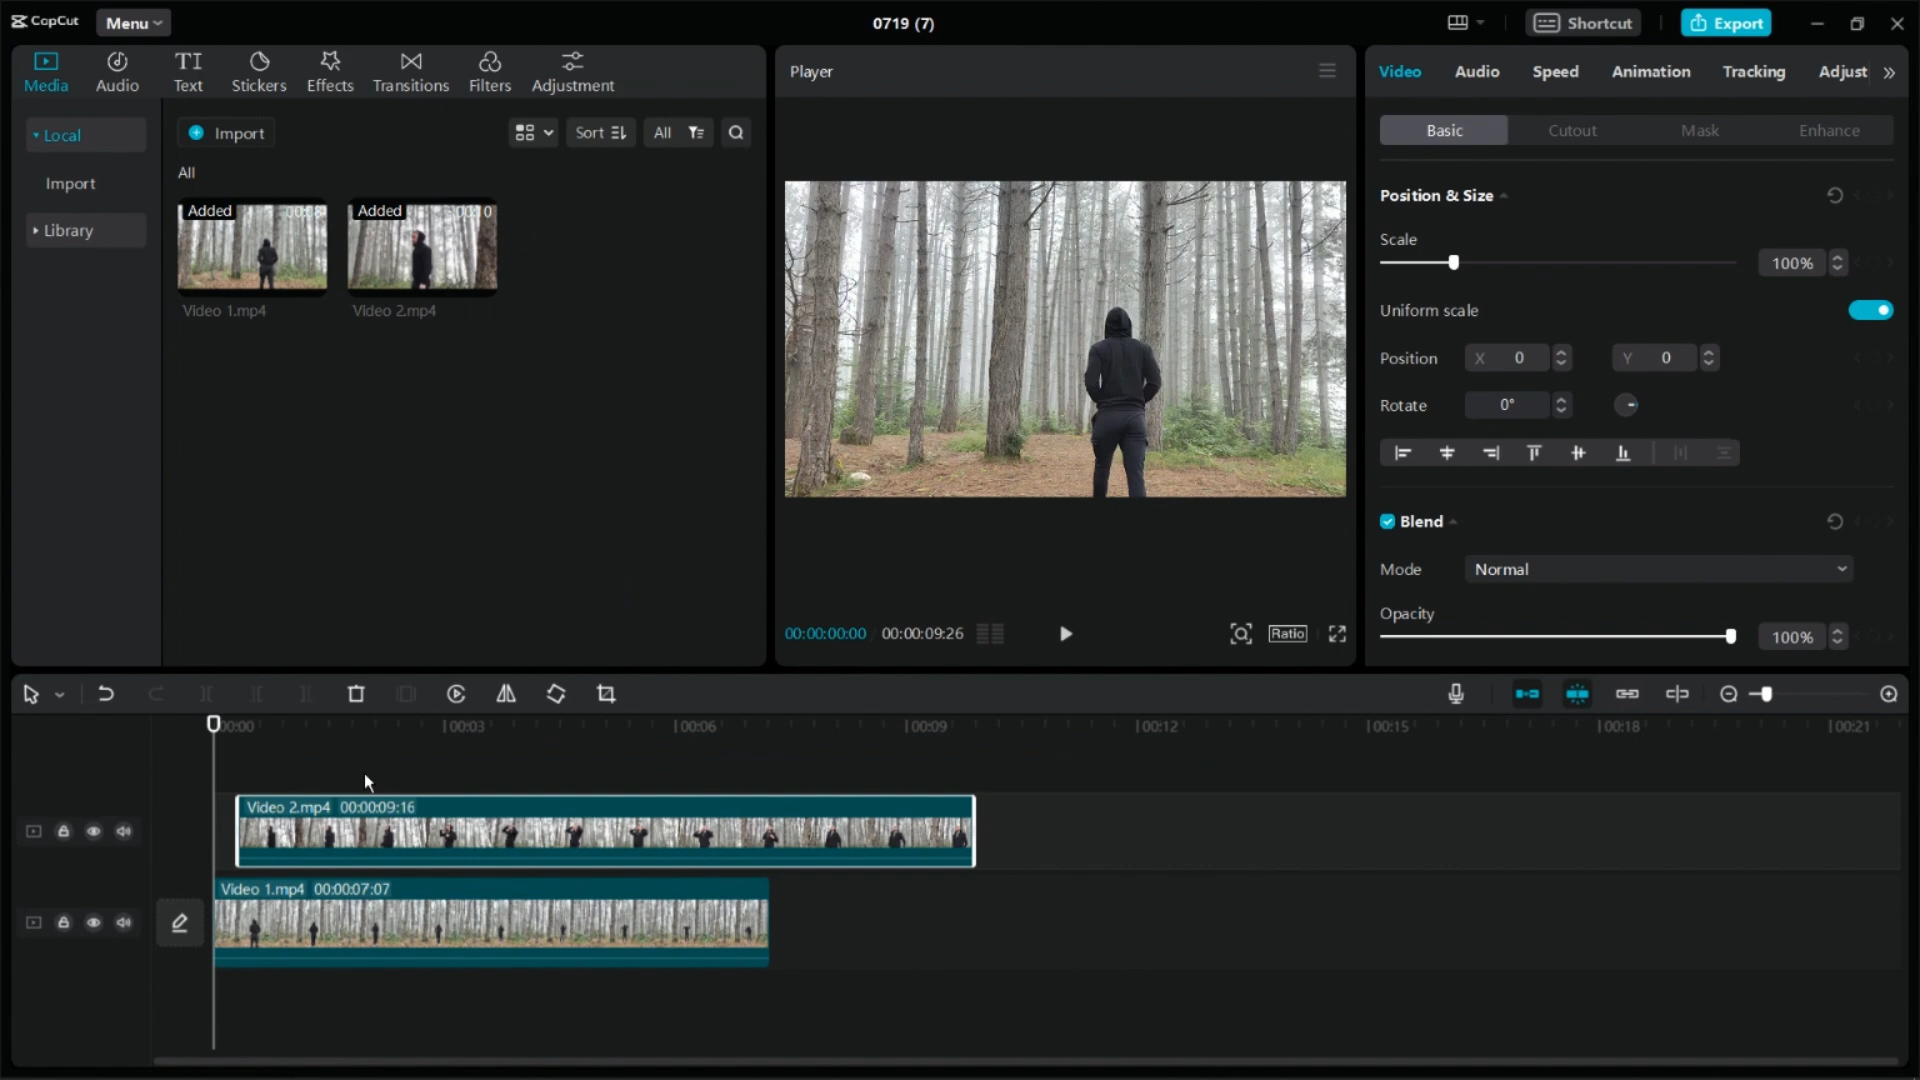 CapCut Menu 0719 (7) Shortcut Export
Media Audio Text Stickers Effects Transitions Filters Adjustment
Player
Video Audio Speed Animation Tracking Adjust
Local
Import
Library
Import Sort All
All
Added
Added
Video 1.mp4 Video 2.mp4
Basic Cutout Mask Enhance
Position & Size
Scale
100%
Uniform scale
Position X 0 Y 0
Rotate 0°
Blend
Mode Normal
Opacity
100%
00:00:00:00 00:00:09:26 Ratio
00:00 00:03 00:06 00:09 00:12 00:15 00:18 00:21
Video 2.mp4 00:00:09:16
Video 1.mp4 00:00:07:07